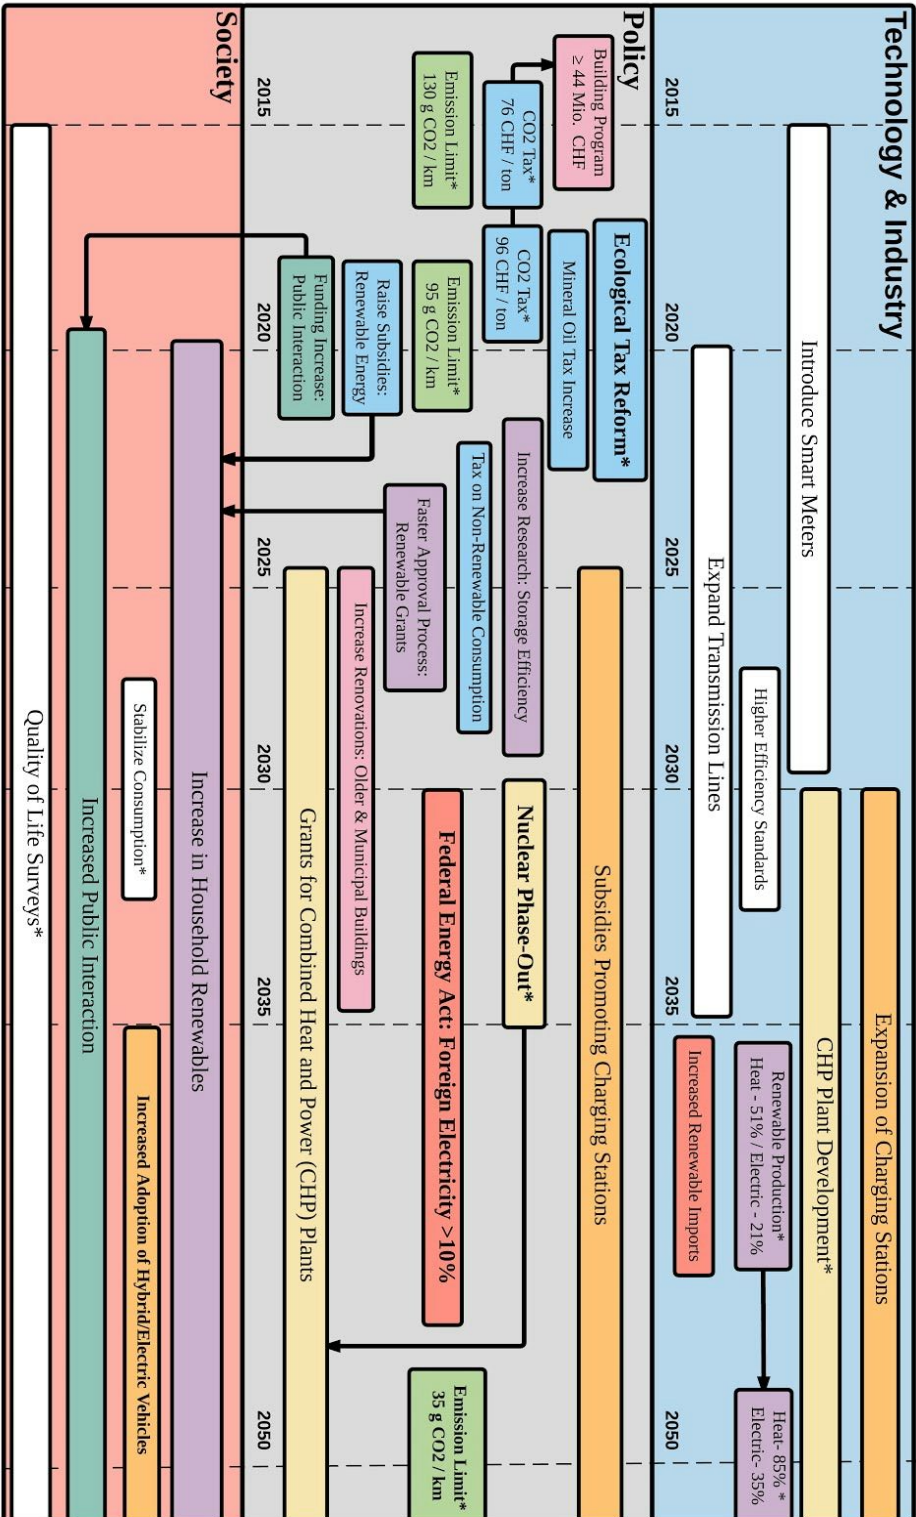 Technology & Industry
Expansion of Charging Stations
Introduce Smart Meters
CHP Plant Development*
Higher Efficiency Standards
Renewable Production*
Heat - 51% / Electric - 21%
Heat- 85% *
Electric- 35%
Expand Transmission Lines
Increased Renewable Imports
2015
2020
2025
2030
2035
2050
Policy
Ecological Tax Reform*
Subsidies Promoting Charging Stations
Building Program
≥ 44 Mio. CHF
Mineral Oil Tax Increase
CO2 Tax*
76 CHF / ton
CO2 Tax*
96 CHF / ton
Increase Research: Storage Efficiency
Nuclear Phase-Out*
Tax on Non-Renewable Consumption
Emission Limit*
130 g CO2 / km
Emission Limit*
95 g CO2 / km
Faster Approval Process:
Renewable Grants
Federal Energy Act: Foreign Electricity >10%
Emission Limit*
35 g CO2 / km
Raise Subsidies:
Renewable Energy
Increase Renovations: Older & Municipal Buildings
Funding Increase:
Public Interaction
Grants for Combined Heat and Power (CHP) Plants
2015
2020
2025
2030
2035
2050
Society
Increase in Household Renewables
Stabilize Consumption*
Increased Adoption of Hybrid/Electric Vehicles
Increased Public Interaction
Quality of Life Surveys*